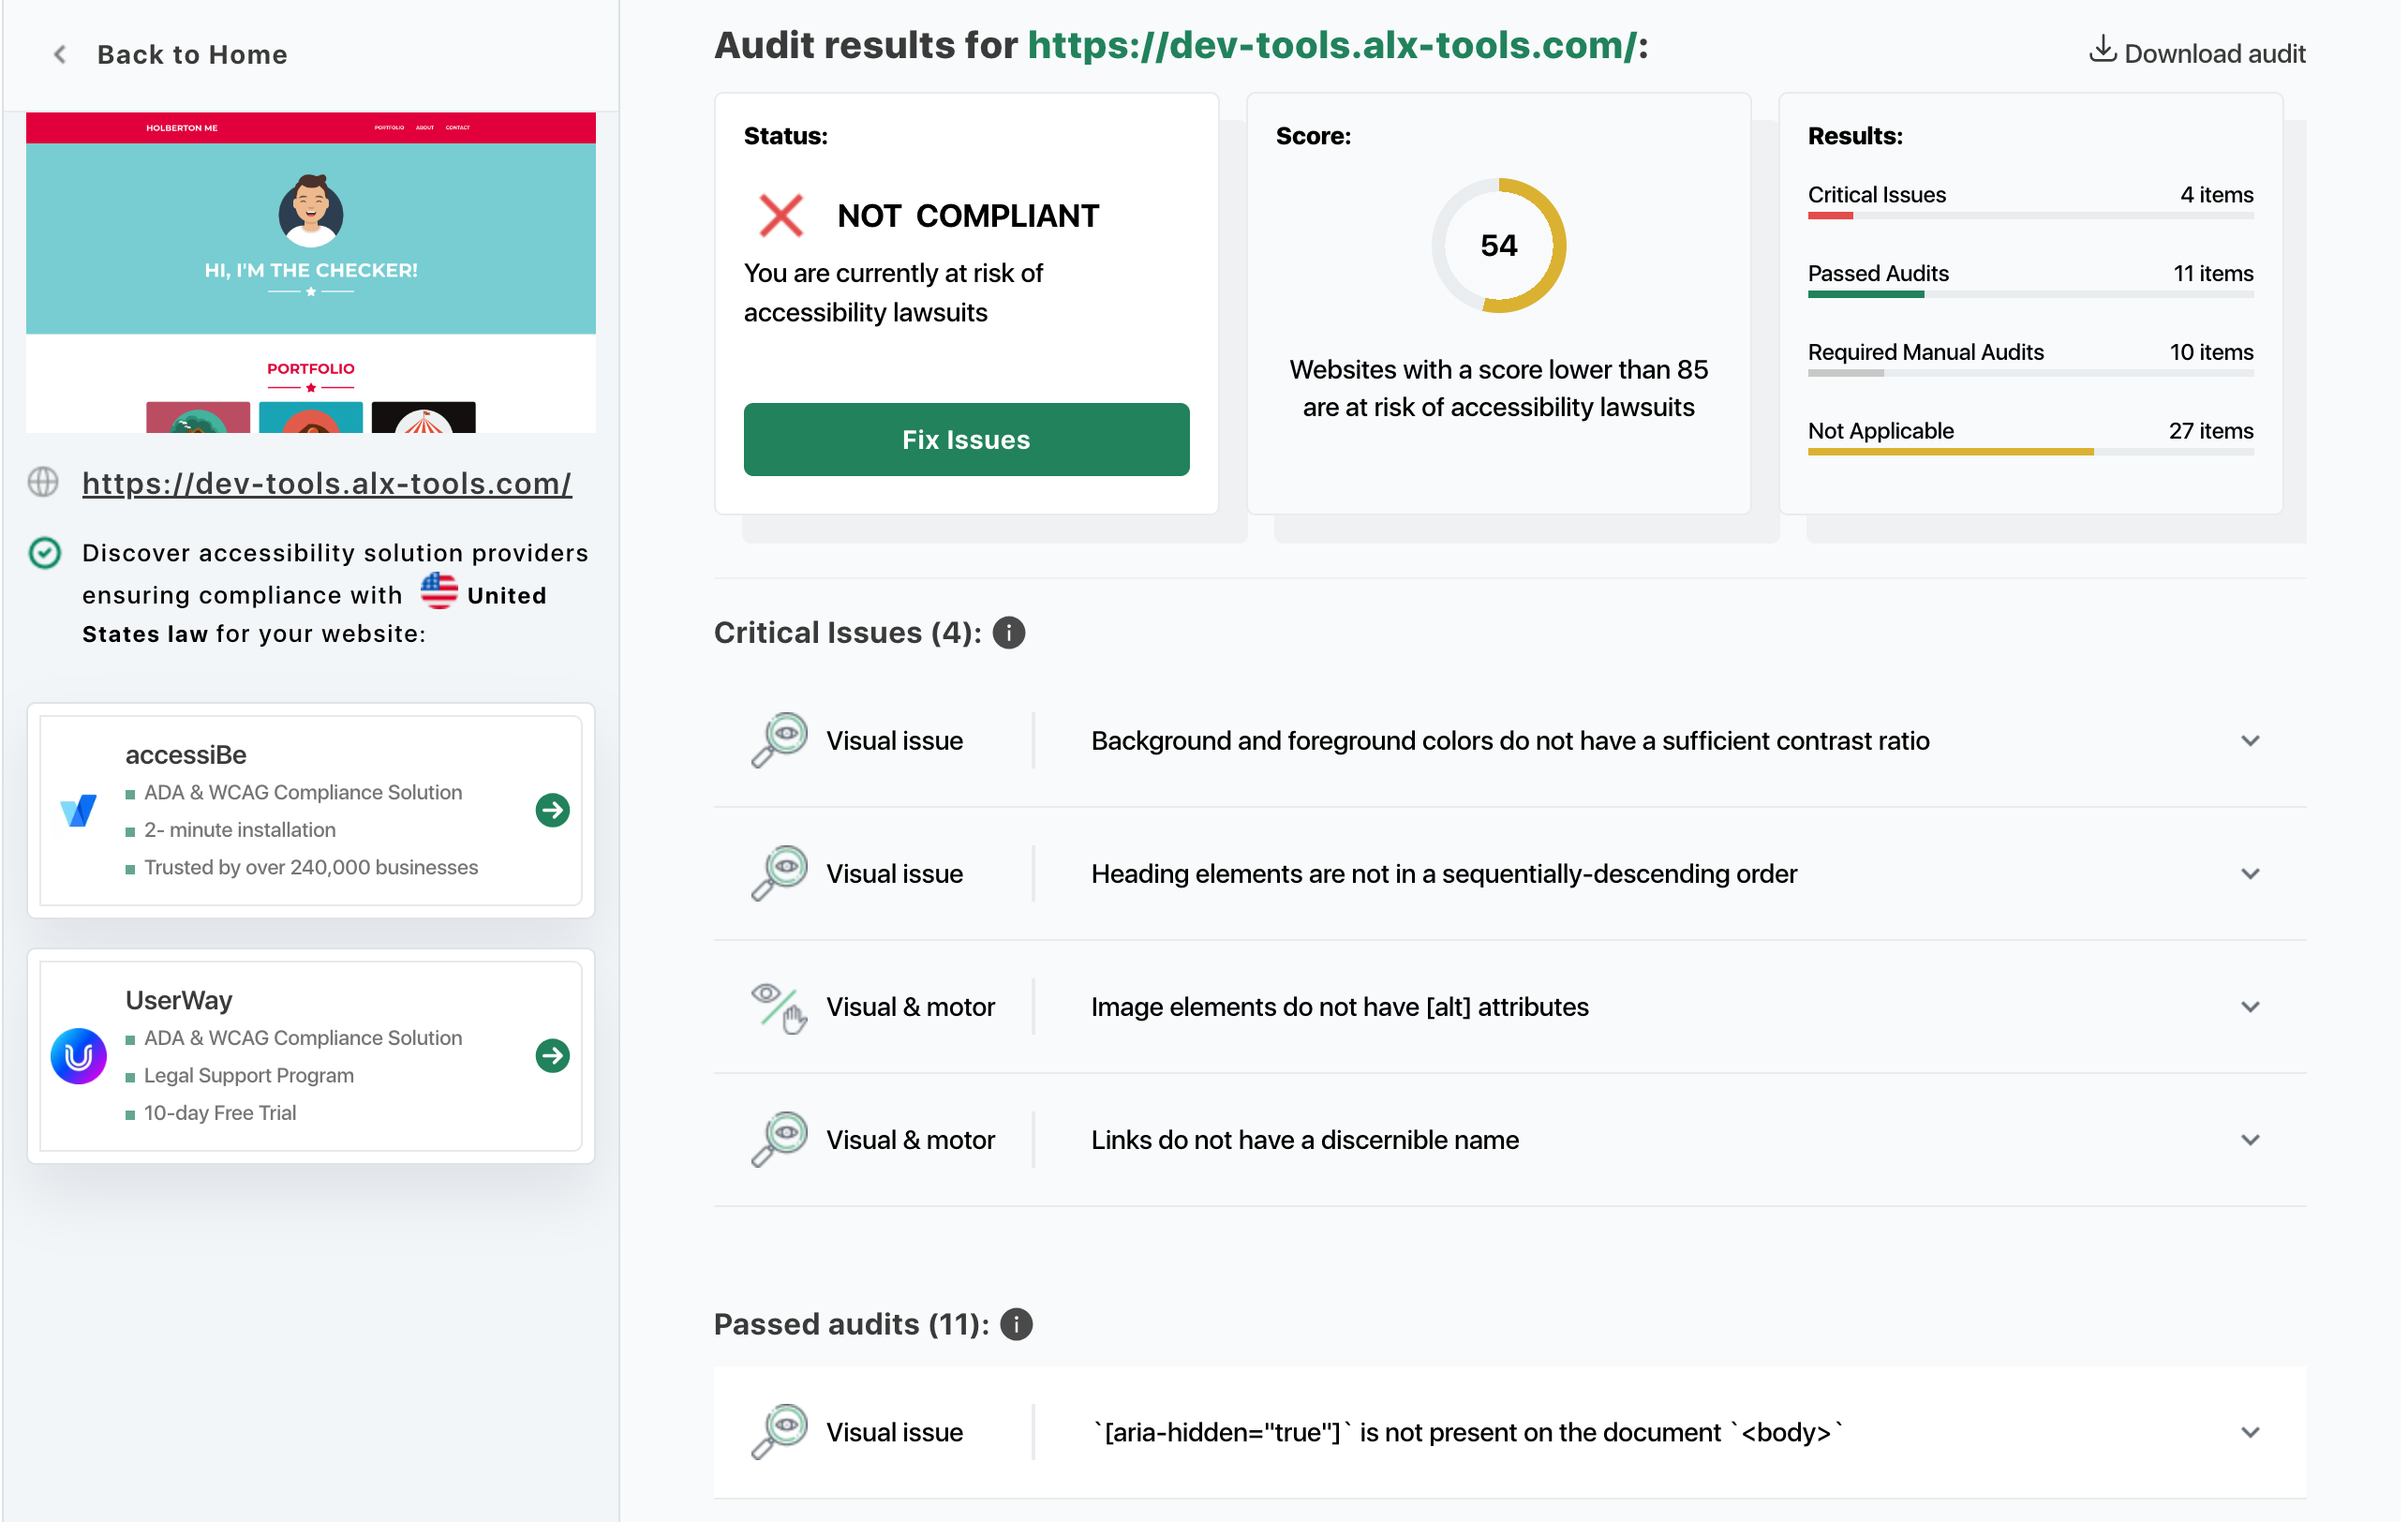 Back to Home
HOLBERTON ME
PORTFOLIO ABOUT CONTACT
HI, I'M THE CHECKER!
PORTFOLIO
https://dev-tools.alx-tools.com/
Discover accessibility solution providers
ensuring compliance with United
States law for your website:
accessiBe
ADA & WCAG Compliance Solution
2- minute installation
Trusted by over 240,000 businesses
UserWay
ADA & WCAG Compliance Solution
Legal Support Program
10-day Free Trial
Audit results for https://dev-tools.alx-tools.com/:
Download audit
Status:
NOT COMPLIANT
You are currently at risk of
accessibility lawsuits
Fix Issues
Score:
54
Websites with a score lower than 85
are at risk of accessibility lawsuits
Results:
Critical Issues 4 items
Passed Audits 11 items
Required Manual Audits 10 items
Not Applicable 27 items
Critical Issues (4):
Visual issue Background and foreground colors do not have a sufficient contrast ratio
Visual issue Heading elements are not in a sequentially-descending order
Visual & motor Image elements do not have [alt] attributes
Visual & motor Links do not have a discernible name
Passed audits (11):
Visual issue `[aria-hidden="true"]` is not present on the document `<body>`